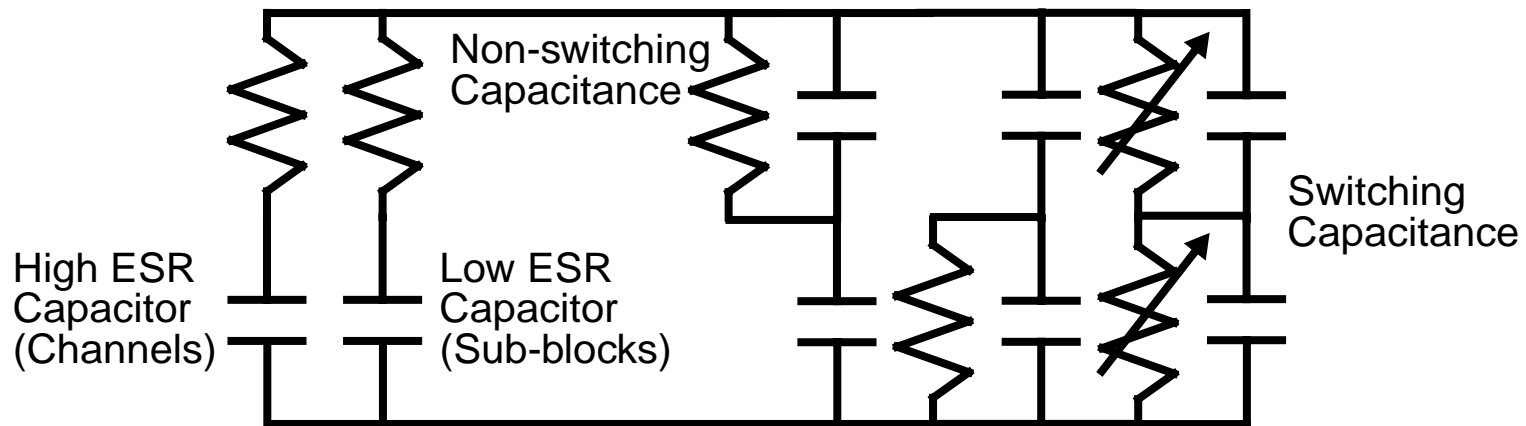 Non-switching
Capacitance
Switching
Capacitance
High ESR
Capacitor
(Channels)
Low ESR
Capacitor
(Sub-blocks)